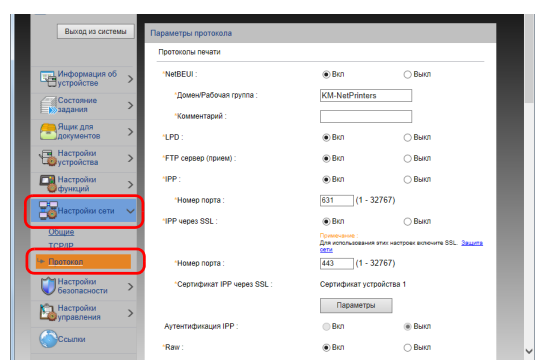 Выход из системы
Информация об
устройстве
Состояние
задания
Ящик для
документов
Настройки
устройства
Настройки
функций
Настройки сети
Общие
TCP/IP
Протокол
Настройки
безопасности
Настройки
управления
Ссылки
Параметры протокола
Протоколы печати
*NetBEUI : Вкл Выкл
*Домен/Рабочая группа : KM-NetPrinters
*Комментарий :
*LPD : Вкл Выкл
*FTP сервер (прием) : Вкл Выкл
*IPP : Вкл Выкл
*Номер порта : 631 (1 - 32767)
*IPP через SSL : Вкл Выкл
Примечание :
Для использования этих настроек включите SSL. Защита
сети
*Номер порта : 443 (1 - 32767)
*Сертификат IPP через SSL : Сертификат устройства 1
Параметры
Аутентификация IPP : Вкл Выкл
*Raw : Вкл Выкл